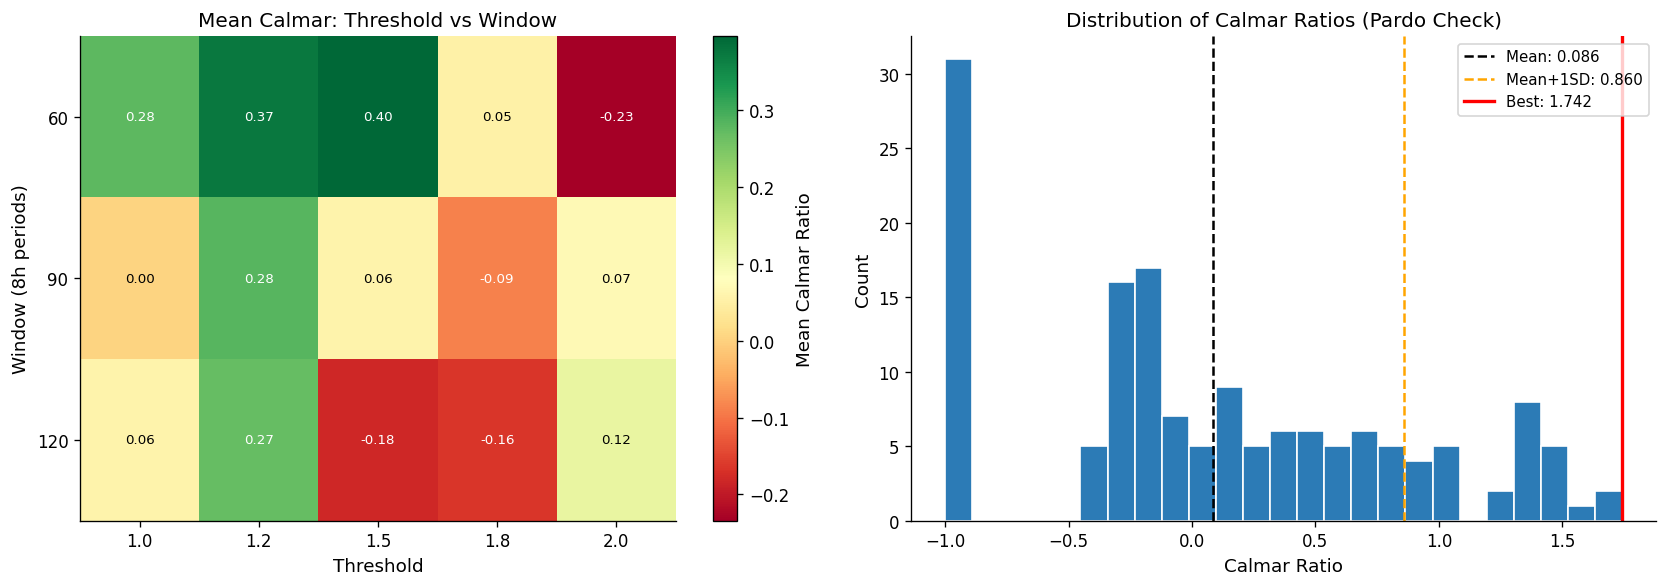 Mean Calmar: Threshold vs Window
Window (8h periods)
60
90
120
0.28 0.37 0.40 0.05 -0.23
0.00 0.28 0.06 -0.09 0.07
0.06 0.27 -0.18 -0.16 0.12
1.0 1.2 1.5 1.8 2.0
Threshold
0.3
0.2
0.1
0.0
−0.1
−0.2
Mean Calmar Ratio
Distribution of Calmar Ratios (Pardo Check)
Mean: 0.086
Mean+1SD: 0.860
Best: 1.742
Count
30
25
20
15
10
5
0
−1.0 −0.5 0.0 0.5 1.0 1.5
Calmar Ratio